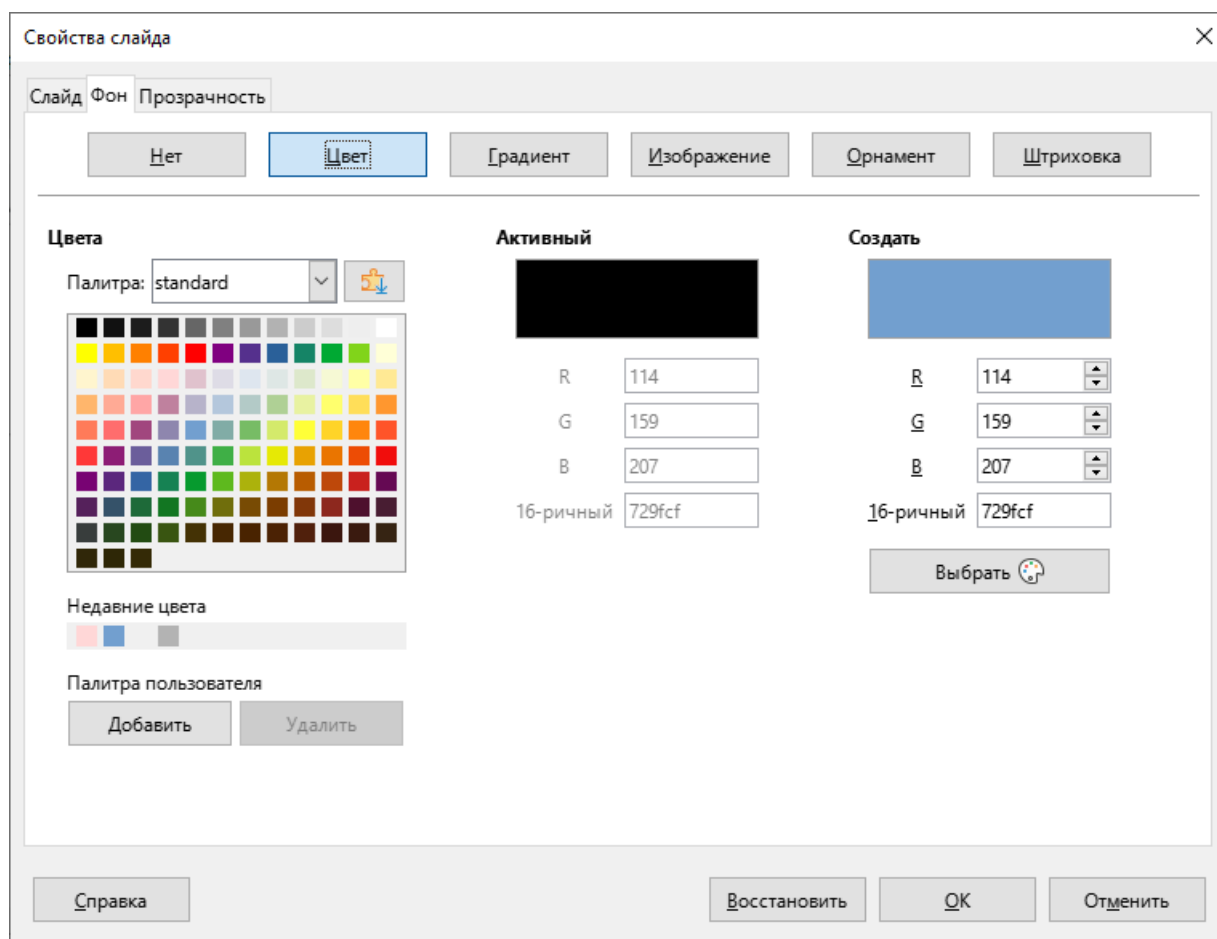 Свойства слайда
Слайд Фон Прозрачность
Нет Цвет Градиент Изображение Орнамент Штриховка
Цвета Активный Создать
Палитра: standard
R 114 R 114
G 159 G 159
B 207 B 207
16-ричный 729fcf 16-ричный 729fcf
Выбрать
Недавние цвета
Палитра пользователя
Добавить Удалить
Справка Восстановить OK Отменить